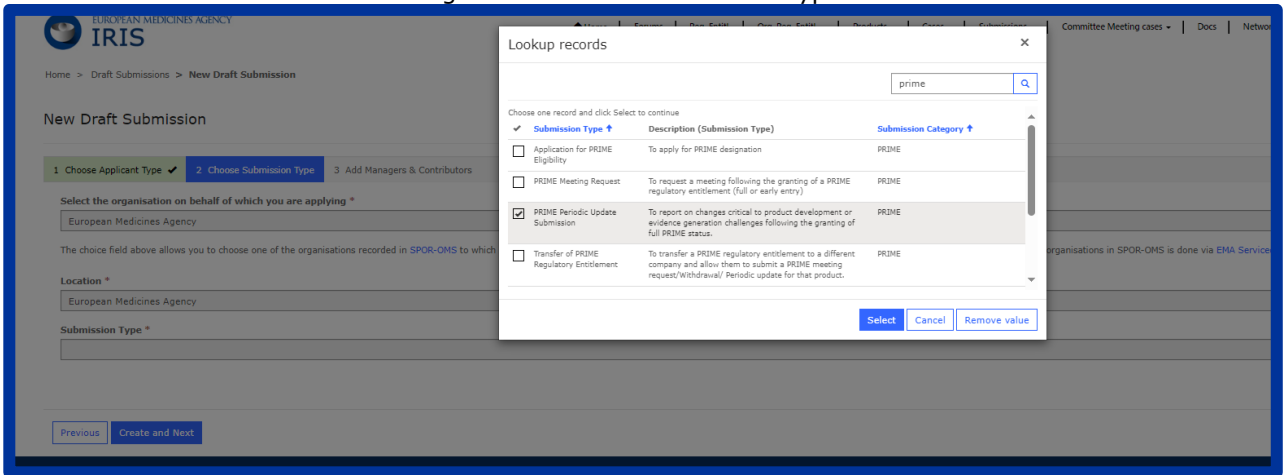 EUROPEAN MEDICINES AGENCY
IRIS
Committee Meeting cases
Docs
Home > Draft Submissions > New Draft Submission
New Draft Submission
1 Choose Applicant Type ✔ 2 Choose Submission Type 3 Add Managers & Contributors
Select the organisation on behalf of which you are applying *
European Medicines Agency
The choice field above allows you to choose one of the organisations recorded in SPOR-OMS to which
organisations in SPOR-OMS is done via EMA Service
Location *
European Medicines Agency
Submission Type *
Previous Create and Next
Lookup records ×
prime
Choose one record and click Select to continue
✔ Submission Type ↑ Description (Submission Type) Submission Category ↑
Application for PRIME
Eligibility
To apply for PRIME designation
PRIME
PRIME Meeting Request
To request a meeting following the granting of a PRIME
regulatory entitlement (full or early entry)
PRIME
PRIME Periodic Update
Submission
To report on changes critical to product development or
evidence generation challenges following the granting of
full PRIME status.
PRIME
Transfer of PRIME
Regulatory Entitlement
To transfer a PRIME regulatory entitlement to a different
company and allow them to submit a PRIME meeting
request/Withdrawal/ Periodic update for that product.
PRIME
Select Cancel Remove value